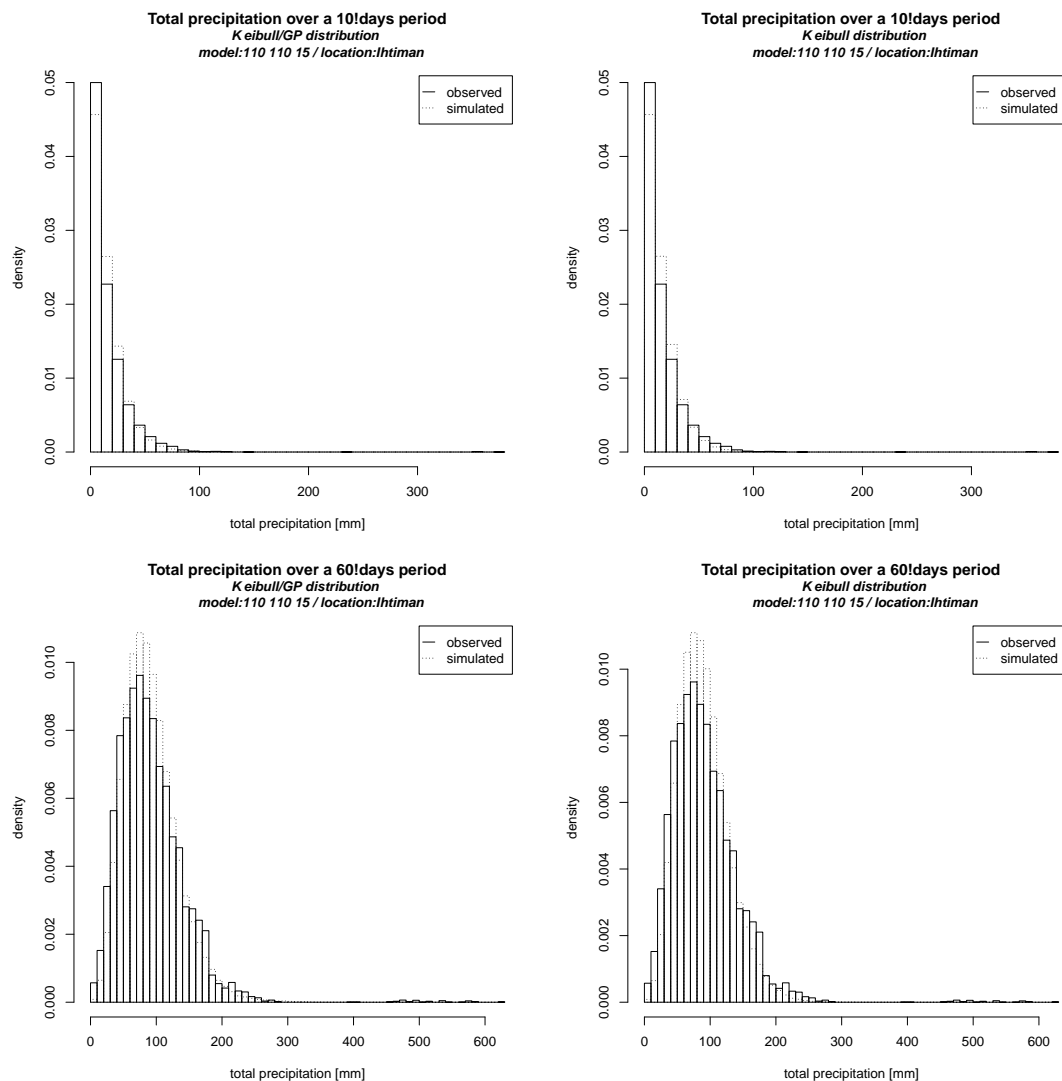 Total precipitation over a 10!days period
K eibull/GP distribution
model:110 110 15 / location:Ihtiman
observed
simulated
density
0.00 0.01 0.02 0.03 0.04 0.05
0 100 200 300
total precipitation [mm]
Total precipitation over a 10!days period
K eibull distribution
model:110 110 15 / location:Ihtiman
observed
simulated
density
0.00 0.01 0.02 0.03 0.04 0.05
0 100 200 300
total precipitation [mm]
Total precipitation over a 60!days period
K eibull/GP distribution
model:110 110 15 / location:Ihtiman
observed
simulated
density
0.000 0.002 0.004 0.006 0.008 0.010
0 100 200 300 400 500 600
total precipitation [mm]
Total precipitation over a 60!days period
K eibull distribution
model:110 110 15 / location:Ihtiman
observed
simulated
density
0.000 0.002 0.004 0.006 0.008 0.010
0 100 200 300 400 500 600
total precipitation [mm]